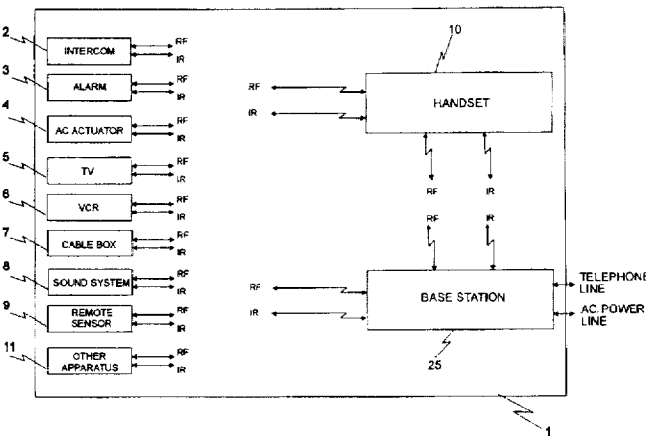 2
INTERCOM
RF
IR
3
ALARM
RF
IR
4
AC ACTUATOR
RF
IR
5
TV
RF
IR
6
VCR
RF
IR
7
CABLE BOX
RF
IR
8
SOUND SYSTEM
RF
IR
9
REMOTE
SENSOR
RF
IR
11
OTHER
APPARATUS
RF
IR
10
RF
IR
HANDSET
RF IR
RF IR
RF
IR
BASE STATION
25
TELEPHONE
LINE
AC. POWER
LINE
1